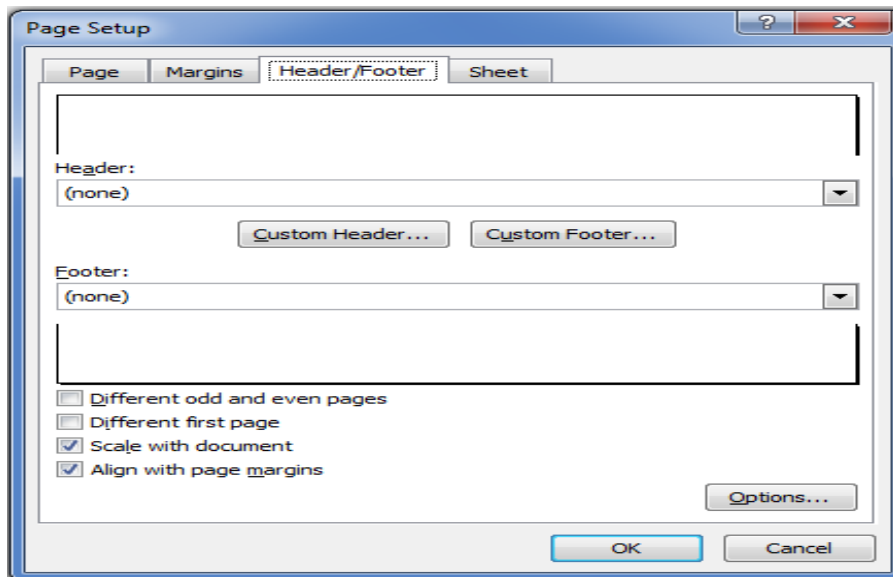 Page Setup
Page Margins Header/Footer Sheet
Header:
(none)
Custom Header... Custom Footer...
Footer:
(none)
Different odd and even pages
Different first page
Scale with document
Align with page margins
Options...
OK Cancel